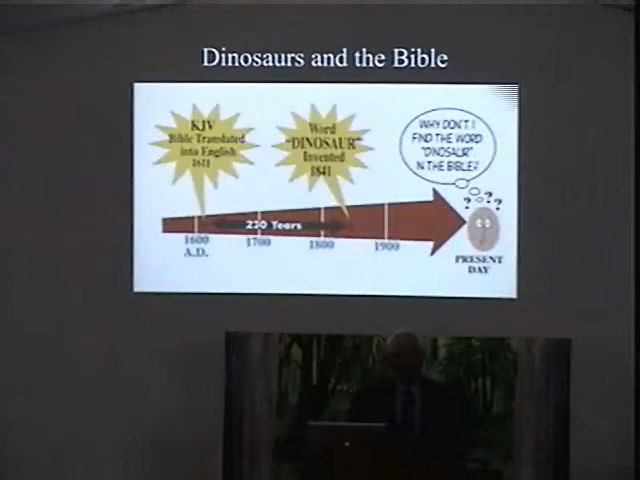 Dinosaurs and the Bible
KJV
Bible Translated
into English
1611
Word
"DINOSAUR"
Invented
1841
WHY DON'T I
FIND THE WORD
"DINOSAUR"
IN THE BIBLE?
? ? ? ?
230 Years
1600
A.D.
1700
1800
1900
PRESENT
DAY